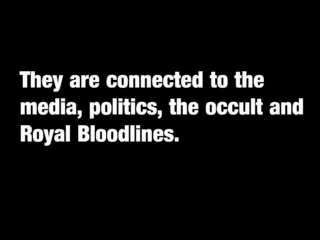 They are connected to the
media, politics, the occult and
Royal Bloodlines.